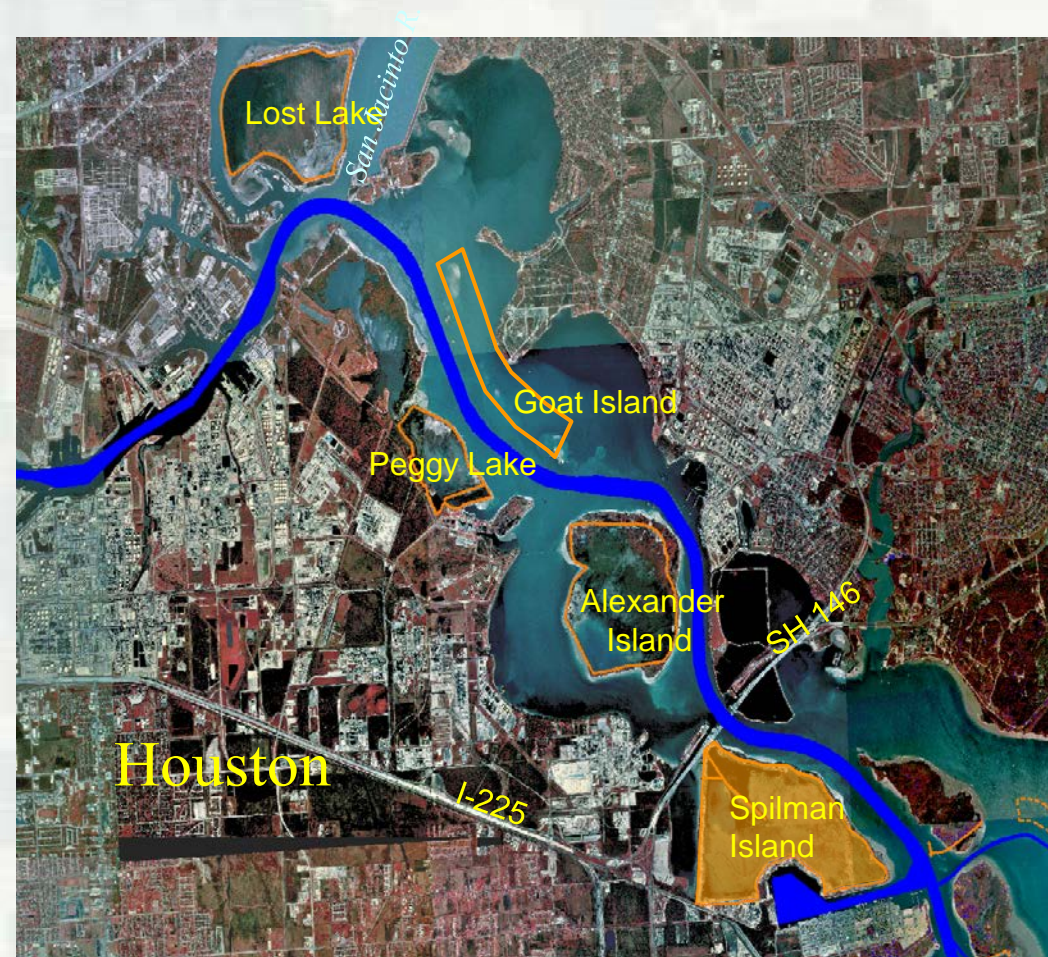 San Jacinto R
Lost Lake
Goat Island
Peggy Lake
Alexander
Island
SH 146
Houston
I-225
Spilman
Island